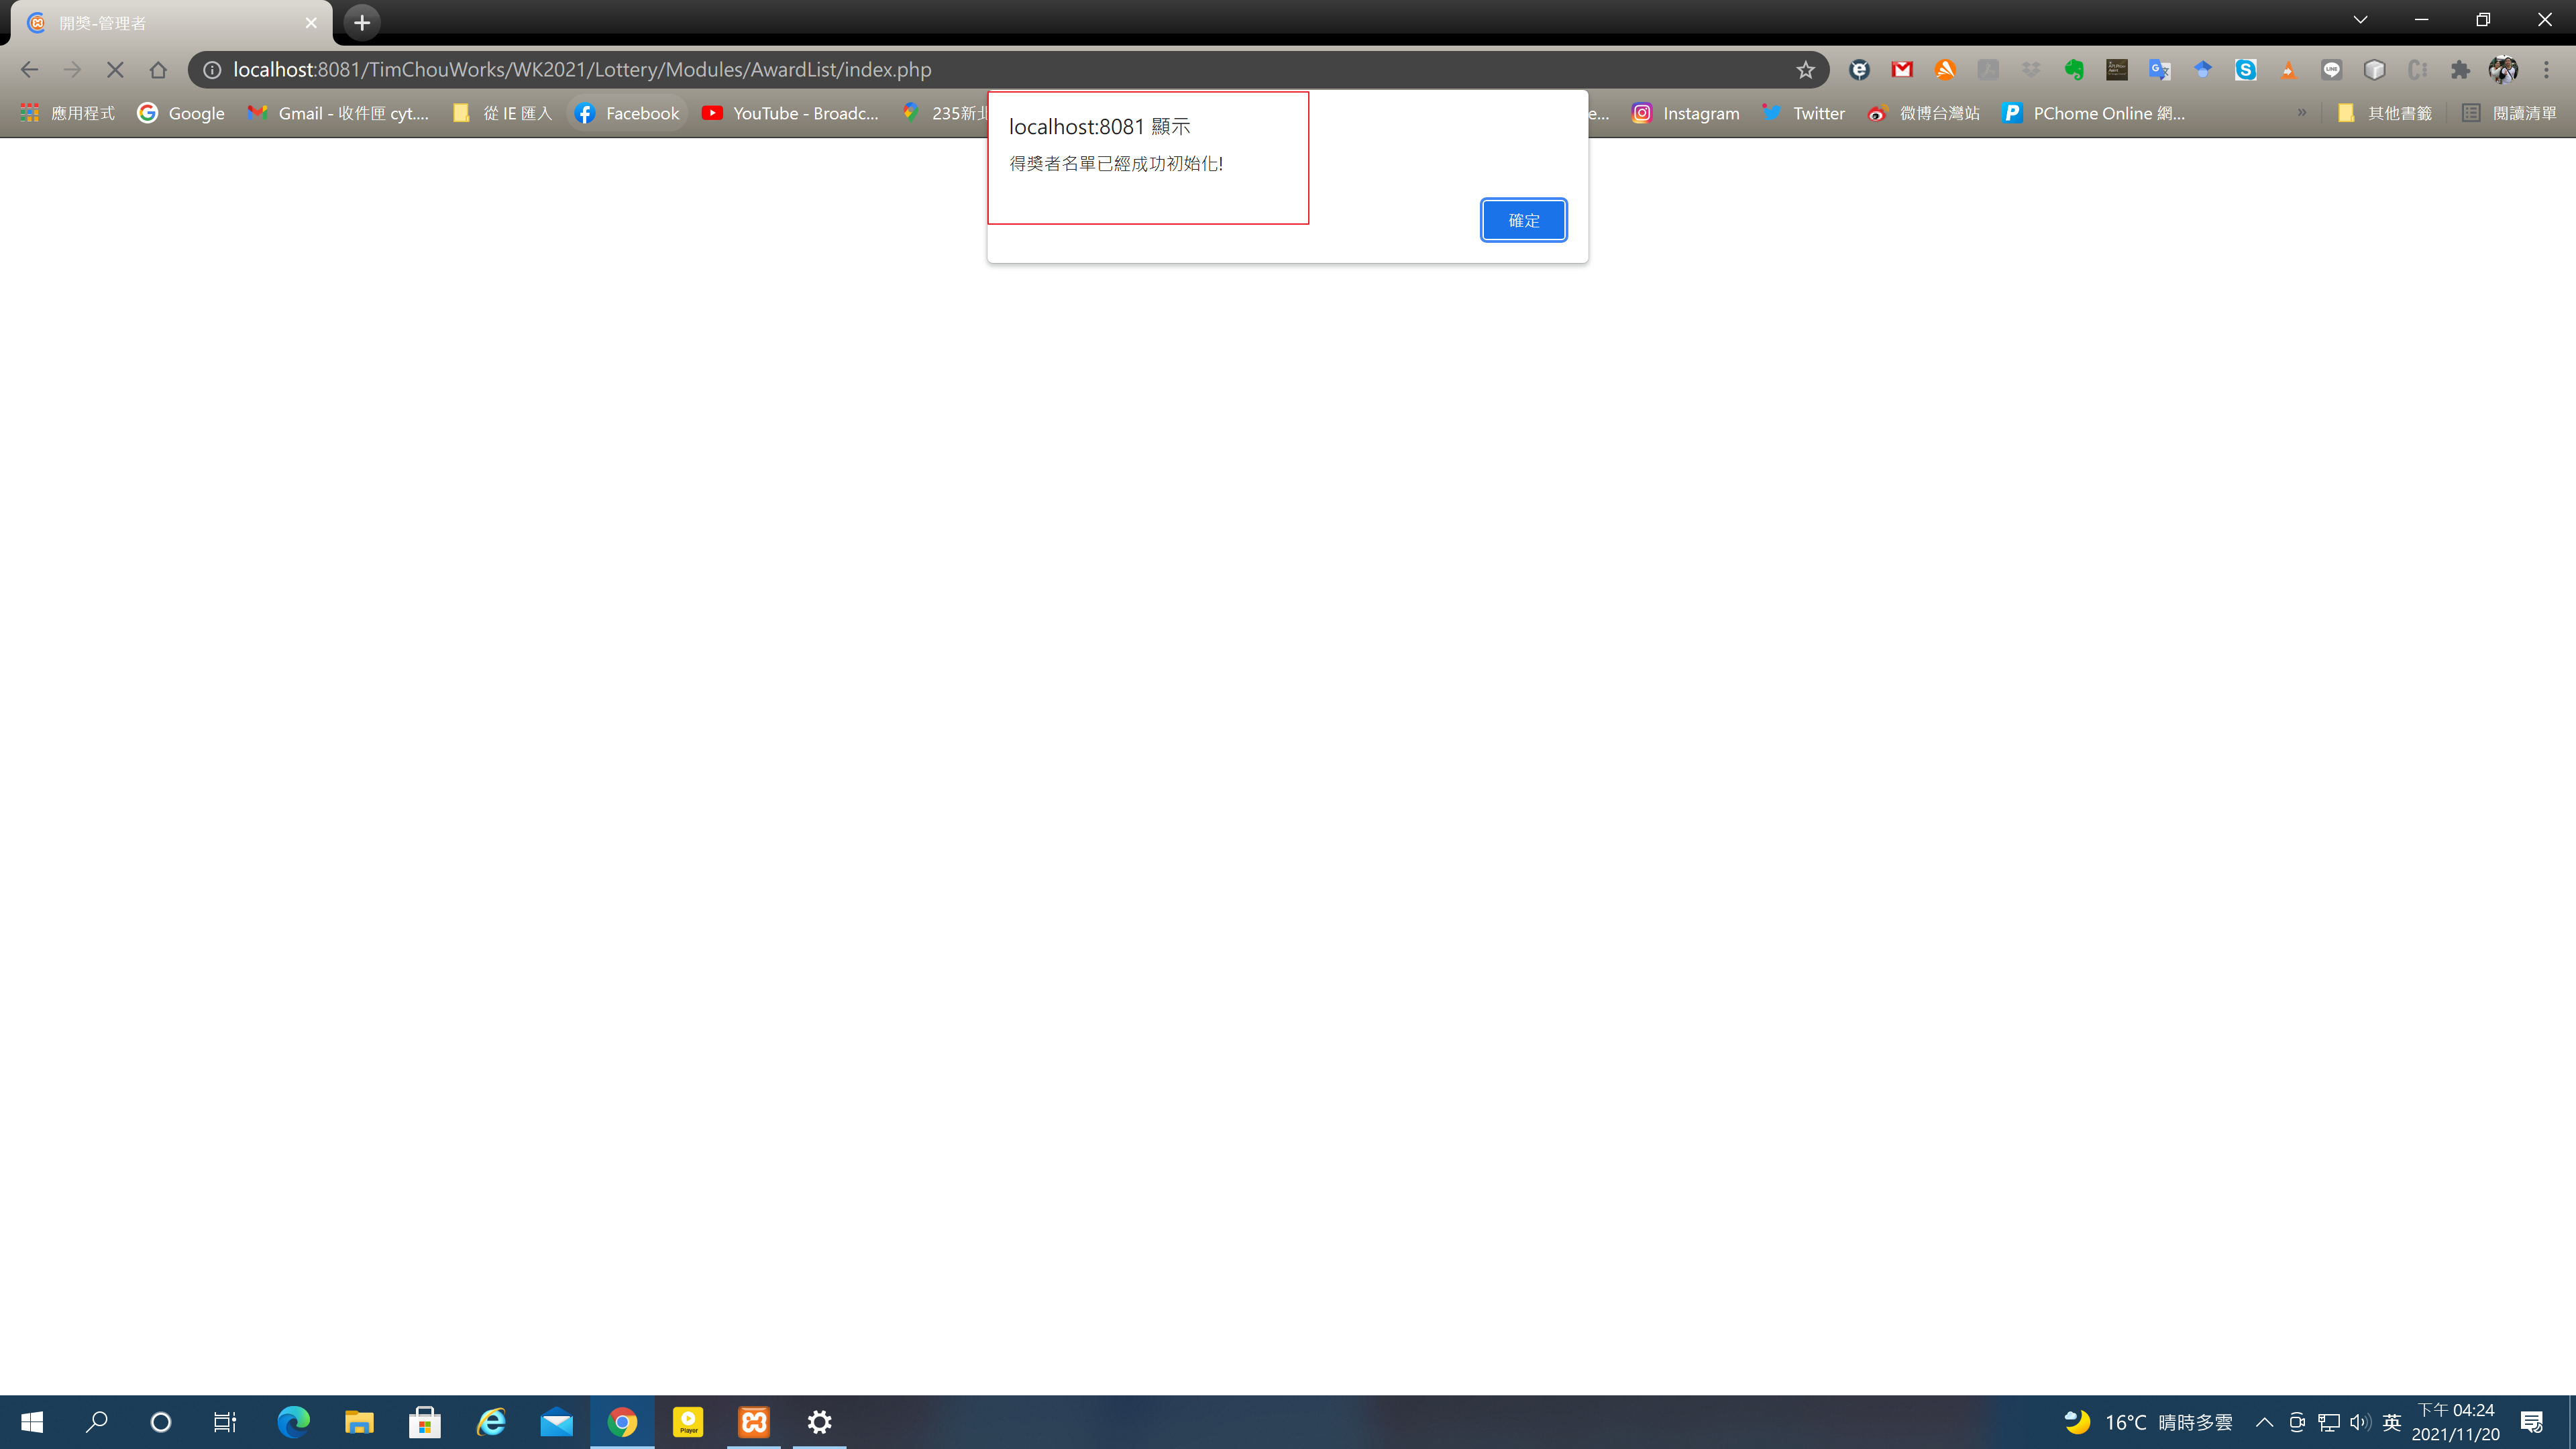 開獎-管理者
localhost:8081/TimChouWorks/WK2021/Lottery/Modules/AwardList/index.php
應用程式 Google Gmail - 收件匣 cyt.... 從 IE 匯入 Facebook YouTube - Broadc... 235新北 e... Instagram Twitter 微博台灣站 PChome Online 網... » 其他書籤 閱讀清單
localhost:8081 顯示
得獎者名單已經成功初始化!
確定
Player
16°C 晴時多雲 英 下午 04:24
2021/11/20